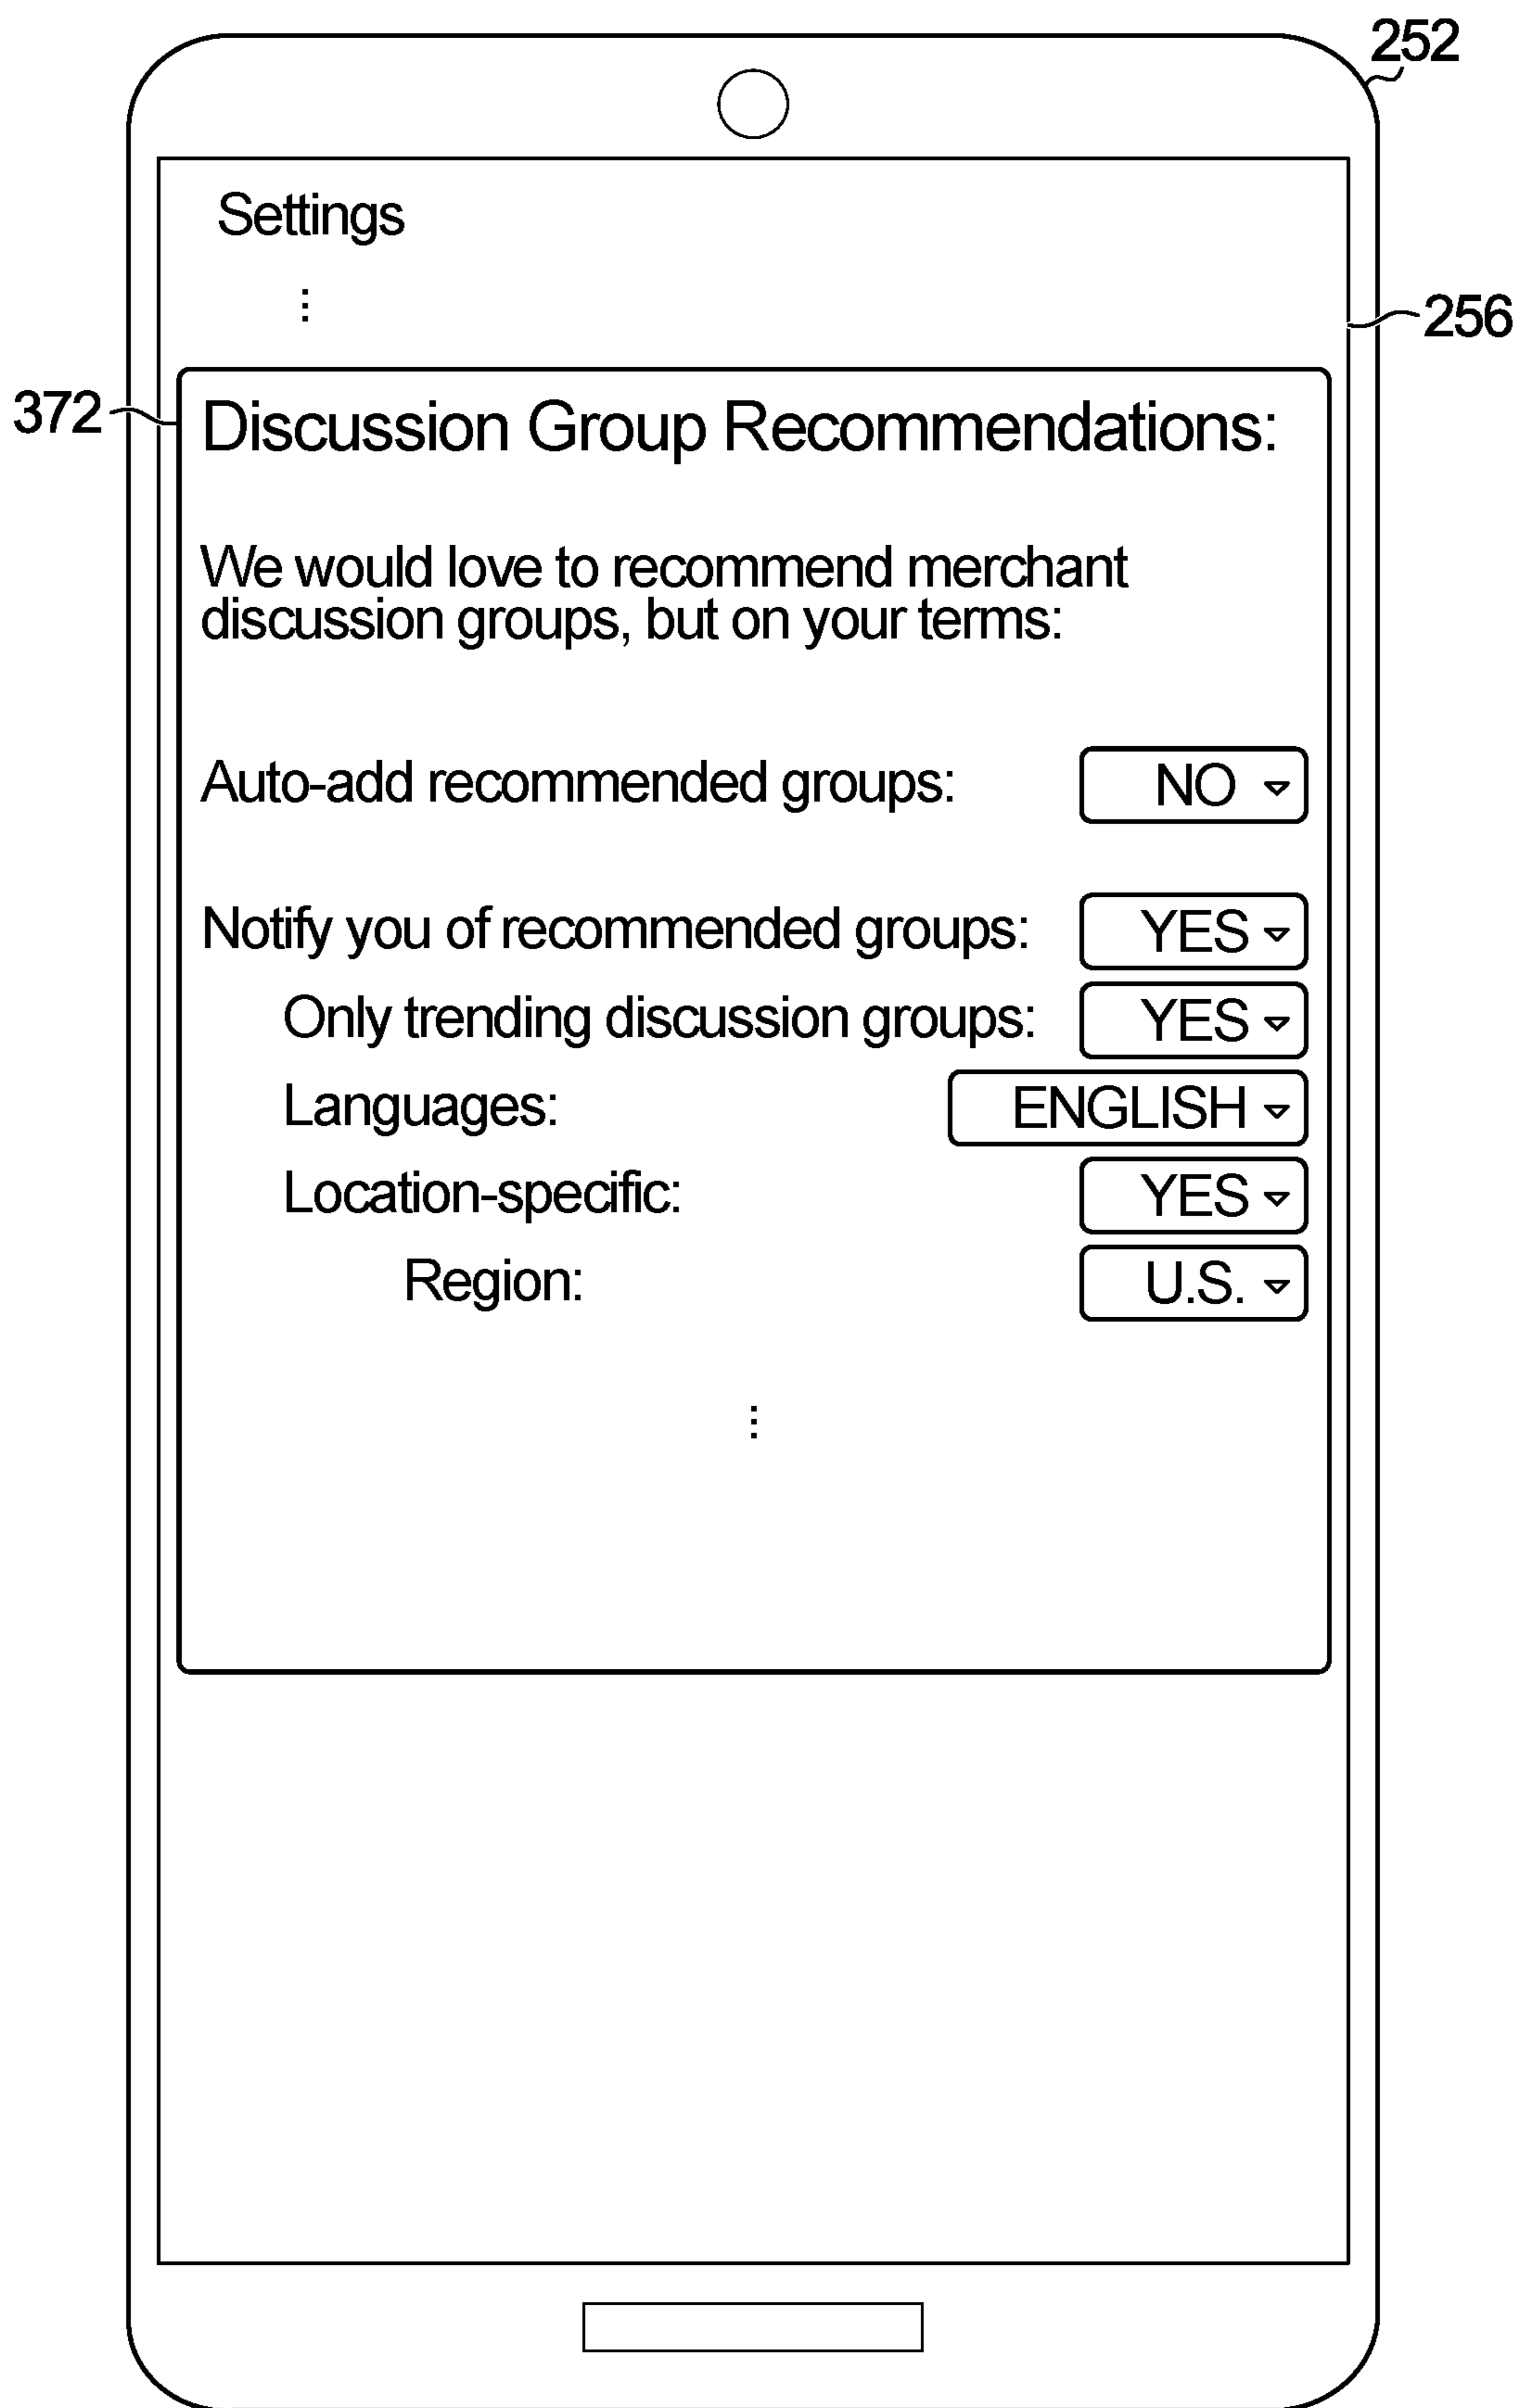 252
Settings
⋮
256
372
Discussion Group Recommendations:
We would love to recommend merchant
discussion groups, but on your terms:
Auto-add recommended groups: NO
Notify you of recommended groups: YES
Only trending discussion groups: YES
Languages: ENGLISH
Location-specific: YES
Region: U.S.
⋮